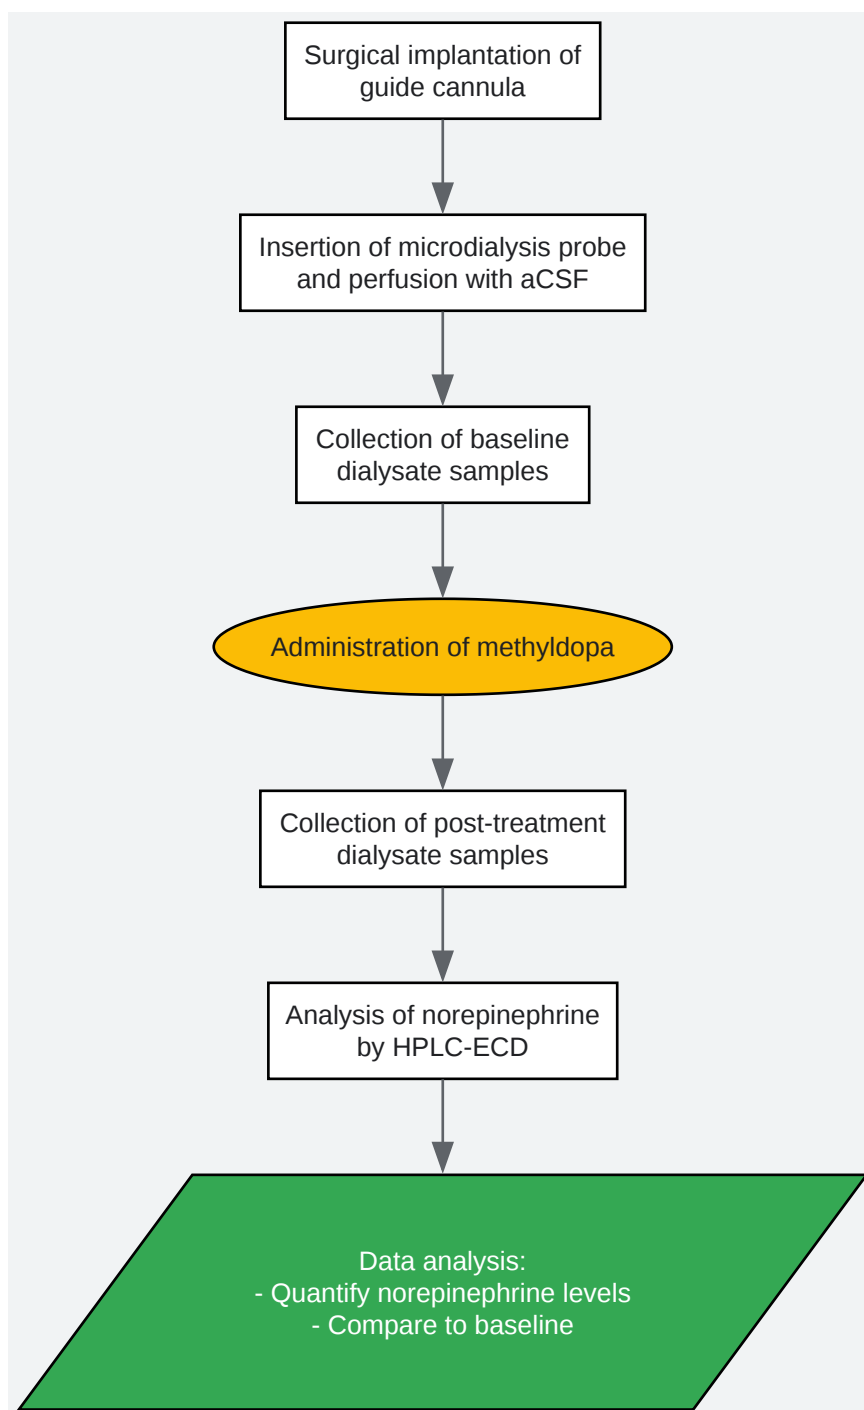 Surgical implantation of
guide cannula
Insertion of microdialysis probe
and perfusion with aCSF
Collection of baseline
dialysate samples
Administration of methyldopa
Collection of post-treatment
dialysate samples
Analysis of norepinephrine
by HPLC-ECD
Data analysis:
- Quantify norepinephrine levels
- Compare to baseline